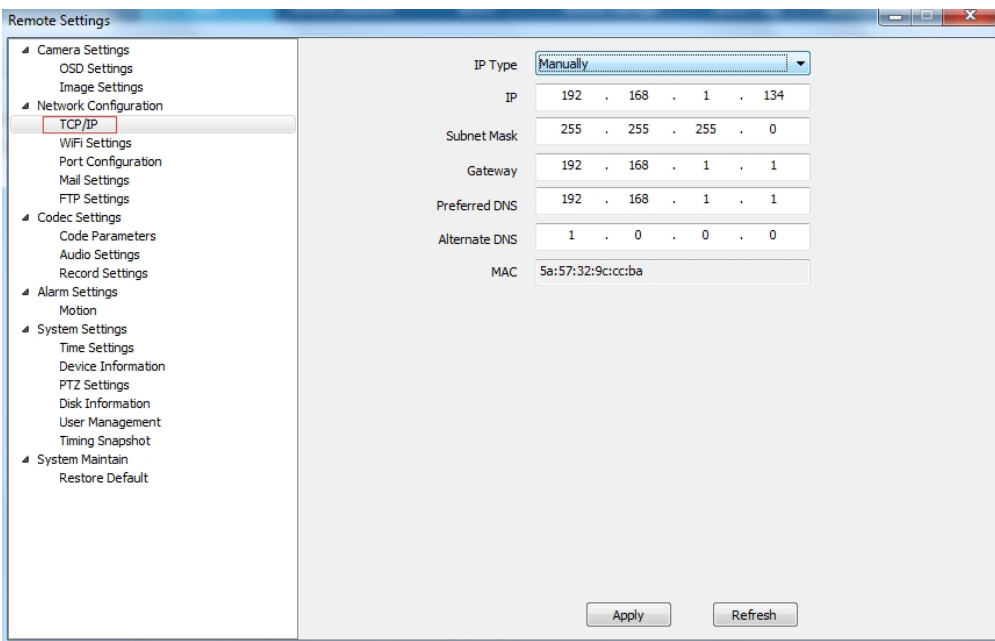 Remote Settings
Camera Settings
OSD Settings
Image Settings
Network Configuration
TCP/IP
WiFi Settings
Port Configuration
Mail Settings
FTP Settings
Codec Settings
Code Parameters
Audio Settings
Record Settings
Alarm Settings
Motion
System Settings
Time Settings
Device Information
PTZ Settings
Disk Information
User Management
Timing Snapshot
System Maintain
Restore Default
IP Type Manually
IP 192 . 168 . 1 . 134
Subnet Mask 255 . 255 . 255 . 0
Gateway 192 . 168 . 1 . 1
Preferred DNS 192 . 168 . 1 . 1
Alternate DNS 1 . 0 . 0 . 0
MAC 5a:57:32:9c:cc:ba
Apply Refresh